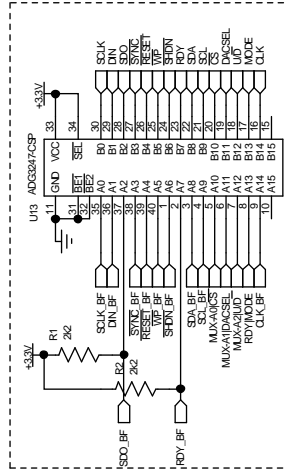 SCLK
DIN
SDO
SYNC
RESET
WP
SHDN
RDY
SDA
SCL
CS
DACSEL
U/D
MODE
CLK
+3.3V
33 34 30 29 28 27 26 25 24 23 22 21 20 19 18 17 16 15
ADG3247-CSP
VCC SEL B0 B1 B2 B3 B4 B5 B6 B7 B8 B9 B10 B11 B12 B13 B14 B15
GND BE1 BE2 A0 A1 A2 A3 A4 A5 A6 A7 A8 A9 A10 A11 A12 A13 A14 A15
U13
11 31 32 35 36 37 38 39 40 1 2 3 4 5 6 7 8 9 10
SCLK_BF
DIN_BF
SYNC_BF
RESET_BF
WP_BF
SHDN_BF
SDA_BF
SCL_BF
MUX-A0|CS
MUX-A1|DACSEL
MUX-A2|U/D
RDY|MODE
CLK_BF
+3.3V
R1
2k2
R2
2k2
SDO_BF
RDY_BF